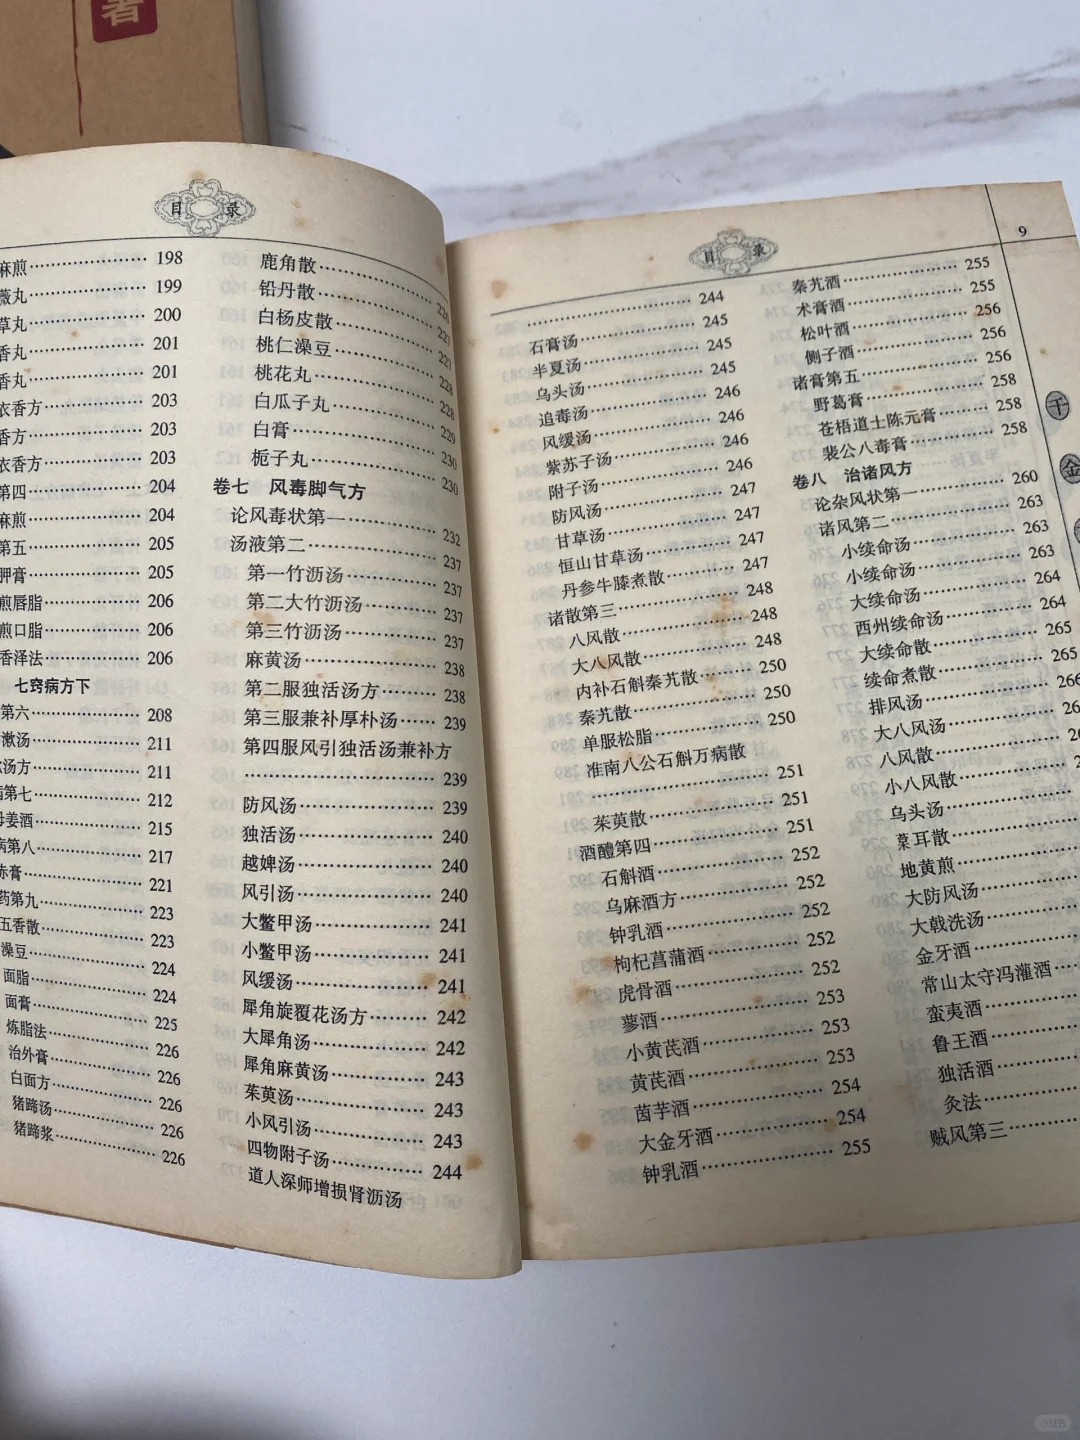 著
目 录
麻煎 198
薇丸 199
草丸 200
香丸 201
香丸 201
衣香方 203
香方 203
衣香方 203
第四 204
麻煎 204
第五 205
甲膏 205
煎唇脂 206
煎口脂 206
香泽法 206
七窍病方下
第六 208
漱汤 211
汤方 211
第七 212
姜酒 215
第八 217
赤膏 221
药第九 223
五香散 223
澡豆 224
面脂 224
面膏 225
炼脂法 226
治外膏 226
白面方 226
猪蹄汤 226
猪蹄浆 226
鹿角散 226
铅丹散 227
白杨皮散 227
桃仁澡豆 228
桃花丸 228
白瓜子丸 229
白膏 230
栀子丸 230
卷七 风毒脚气方
论风毒状第一 232
汤液第二 237
第一竹沥汤 237
第二大竹沥汤 237
第三竹沥汤 237
麻黄汤 238
第二服独活汤方 238
第三服兼补厚朴汤 239
第四服风引独活汤兼补方
239
防风汤 239
独活汤 240
越婢汤 240
风引汤 240
大鳖甲汤 241
小鳖甲汤 241
风缓汤 241
犀角旋覆花汤方 242
大犀角汤 242
犀角麻黄汤 243
茱萸汤 243
小风引汤 243
四物附子汤 244
道人深师增损肾沥汤
目 录
9
244
石膏汤 245
半夏汤 245
乌头汤 245
追毒汤 246
风缓汤 246
紫苏子汤 246
附子汤 246
防风汤 247
甘草汤 247
恒山甘草汤 247
丹参牛膝煮散 247
诸散第三 248
八风散 248
大八风散 248
内补石斛秦艽散 250
秦艽散 250
单服松脂 250
淮南八公石斛万病散
251
茱萸散 251
酒醴第四 251
石斛酒 252
乌麻酒方 252
钟乳酒 252
枸杞菖蒲酒 252
虎骨酒 252
蓼酒 253
小黄芪酒 253
黄芪酒 253
茵芋酒 254
大金牙酒 254
钟乳酒 255
秦艽酒 255
术膏酒 255
松叶酒 256
侧子酒 256
诸膏第五 256
野葛膏 258
苍梧道士陈元膏 258
裴公八毒膏 258
卷八 治诸风方
论杂风状第一 260
诸风第二 263
小续命汤 263
小续命汤 263
大续命汤 264
西州续命汤 264
大续命散 265
续命煮散 265
排风汤 266
大八风汤
八风散
小八风散
乌头汤
菜耳散
地黄煎
大防风汤
大戟洗汤
金牙酒
常山太守冯灌酒
蛮夷酒
鲁王酒
独活酒
灸法
贼风第三
千
金